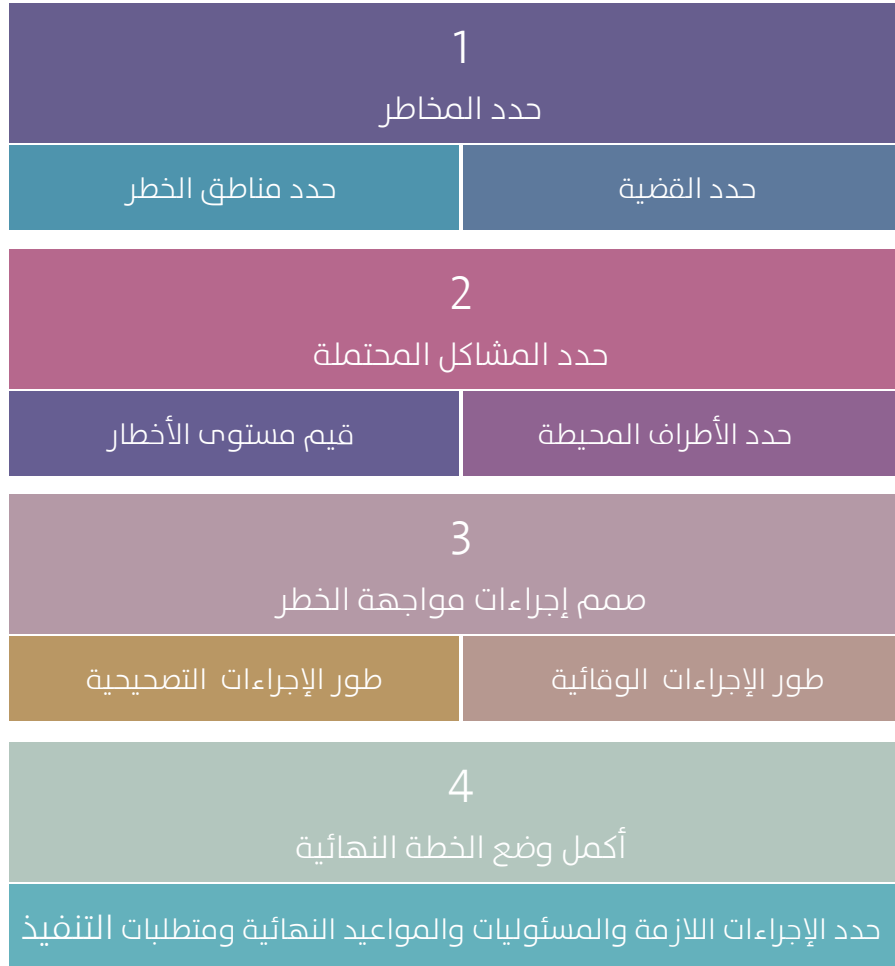 1
حدد المخاطر
حدد القضية
حدد مناطق الخطر
2
حدد المشاكل المحتملة
حدد الأطراف المحيطة
قيم مستوى الأخطار
3
صمم إجراءات مواجهة الخطر
طور الإجراءات الوقائية
طور الإجراءات التصحيحية
4
أكمل وضع الخطة النهائية
حدد الإجراءات اللازمة والمسئوليات والمواعيد النهائية ومتطلبات التنفيذ